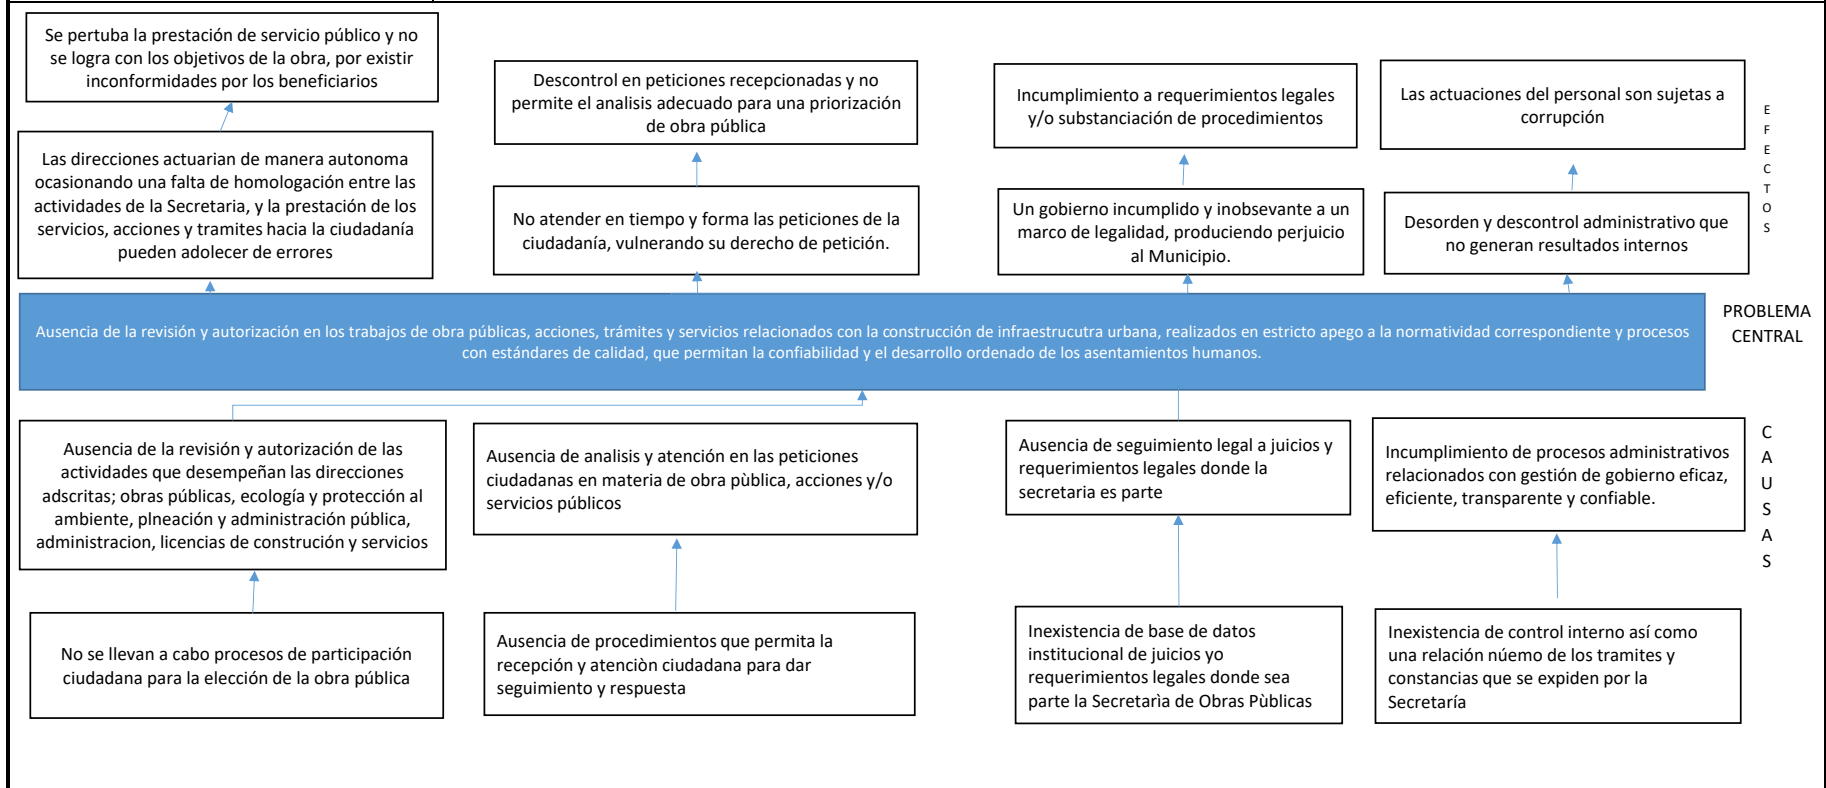 Se pertuba la prestación de servicio público y no
se logra con los objetivos de la obra, por existir
inconformidades por los beneficiarios
Descontrol en peticiones recepcionadas y no
permite el analisis adecuado para una priorización
de obra pública
Incumplimiento a requerimientos legales
y/o substanciación de procedimientos
Las actuaciones del personal son sujetas a
corrupción
E
F
E
C
T
O
S
Las direcciones actuarian de manera autonoma
ocasionando una falta de homologación entre las
actividades de la Secretaria, y la prestación de los
servicios, acciones y tramites hacia la ciudadanía
pueden adolecer de errores
No atender en tiempo y forma las peticiones de la
ciudadanía, vulnerando su derecho de petición.
Un gobierno incumplido y inobsevante a un
marco de legalidad, produciendo perjuicio
al Municipio.
Desorden y descontrol administrativo que
no generan resultados internos
Ausencia de la revisión y autorización en los trabajos de obra públicas, acciones, trámites y servicios relacionados con la construcción de infraestrucutra urbana, realizados en estricto apego a la normatividad correspondiente y procesos
con estándares de calidad, que permitan la confiabilidad y el desarrollo ordenado de los asentamientos humanos.
PROBLEMA
CENTRAL
Ausencia de la revisión y autorización de las
actividades que desempeñan las direcciones
adscritas; obras públicas, ecología y protección al
ambiente, plneación y administración pública,
administracion, licencias de construción y servicios
Ausencia de analisis y atención en las peticiones
ciudadanas en materia de obra pùblica, acciones y/o
servicios públicos
Ausencia de seguimiento legal a juicios y
requerimientos legales donde la
secretaria es parte
Incumplimiento de procesos administrativos
relacionados con gestión de gobierno eficaz,
eficiente, transparente y confiable.
C
A
U
S
A
S
No se llevan a cabo procesos de participación
ciudadana para la elección de la obra pública
Ausencia de procedimientos que permita la
recepción y atenciòn ciudadana para dar
seguimiento y respuesta
Inexistencia de base de datos
institucional de juicios yo
requerimientos legales donde sea
parte la Secretarìa de Obras Pùblicas
Inexistencia de control interno así como
una relación núemo de los tramites y
constancias que se expiden por la
Secretaría